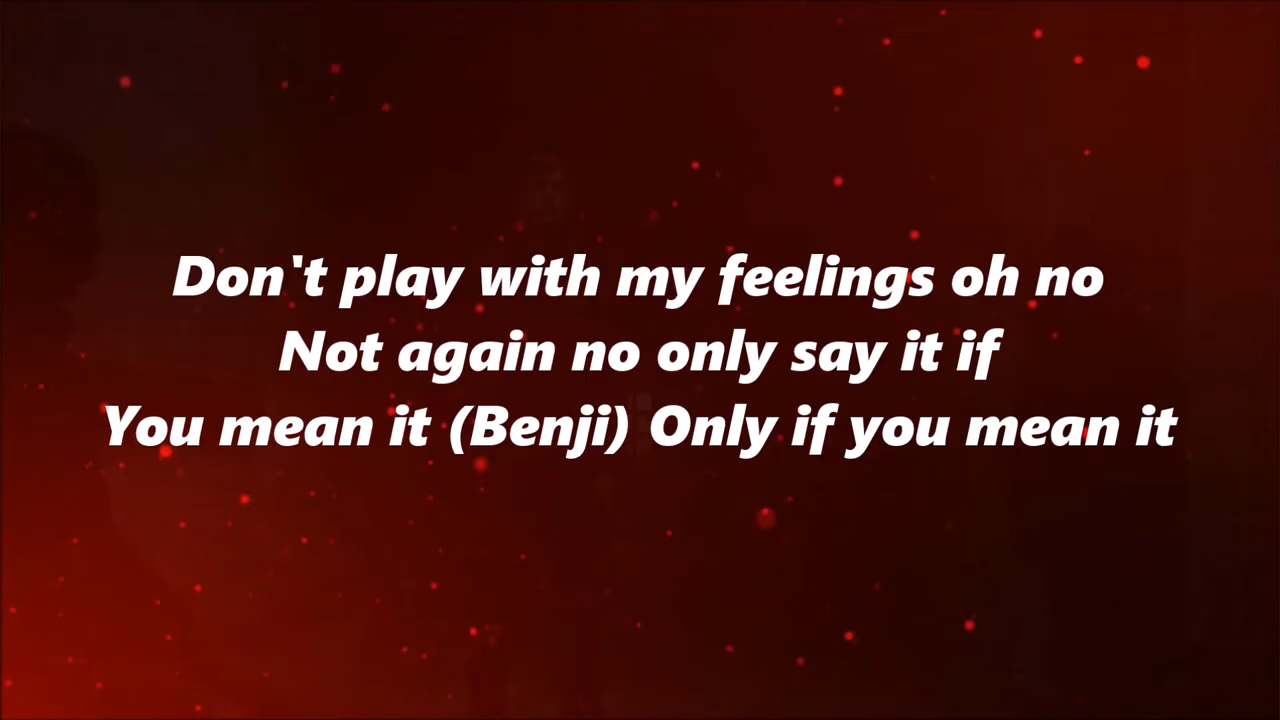 Don't play with my feelings oh no
Not again no only say it if
You mean it (Benji) Only if you mean it